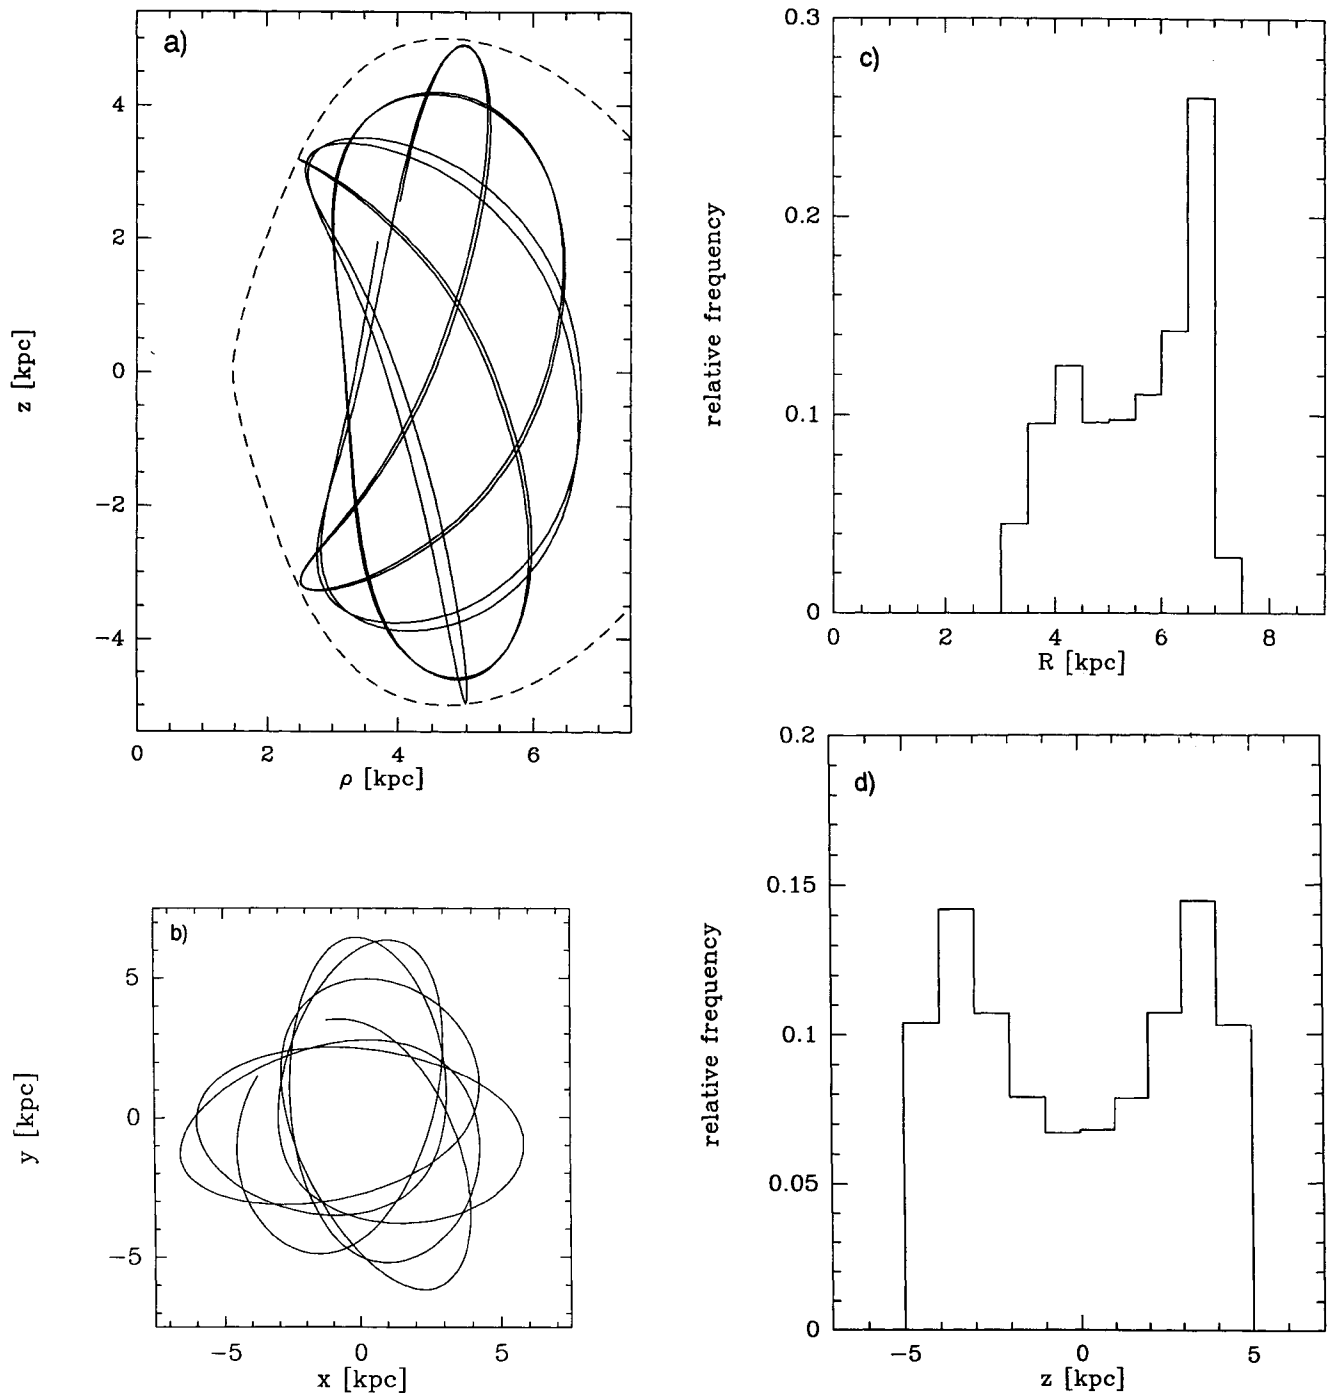 a)
4
2
0
−2
−4
z [kpc]
0 2 4 6
ρ [kpc]
b)
5
0
−5
y [kpc]
−5 0 5
x [kpc]
c)
0.3
0.2
0.1
0
relative frequency
0 2 4 6 8
R [kpc]
d)
0.2
0.15
0.1
0.05
0
relative frequency
−5 0 5
z [kpc]